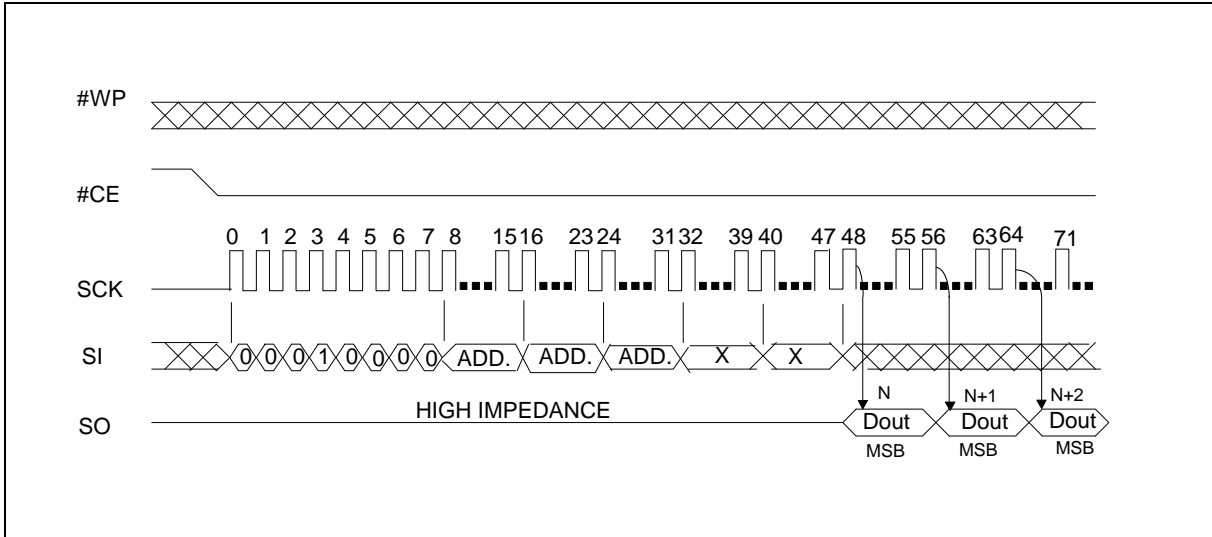 #WP
#CE
0 1 2 3 4 5 6 7 8 15 16 23 24 31 32 39 40 47 48 55 56 63 64 71
SCK
SI 0 0 0 1 0 0 0 0 ADD. ADD. ADD. X X
N N+1 N+2
HIGH IMPEDANCE
SO Dout Dout Dout
MSB MSB MSB